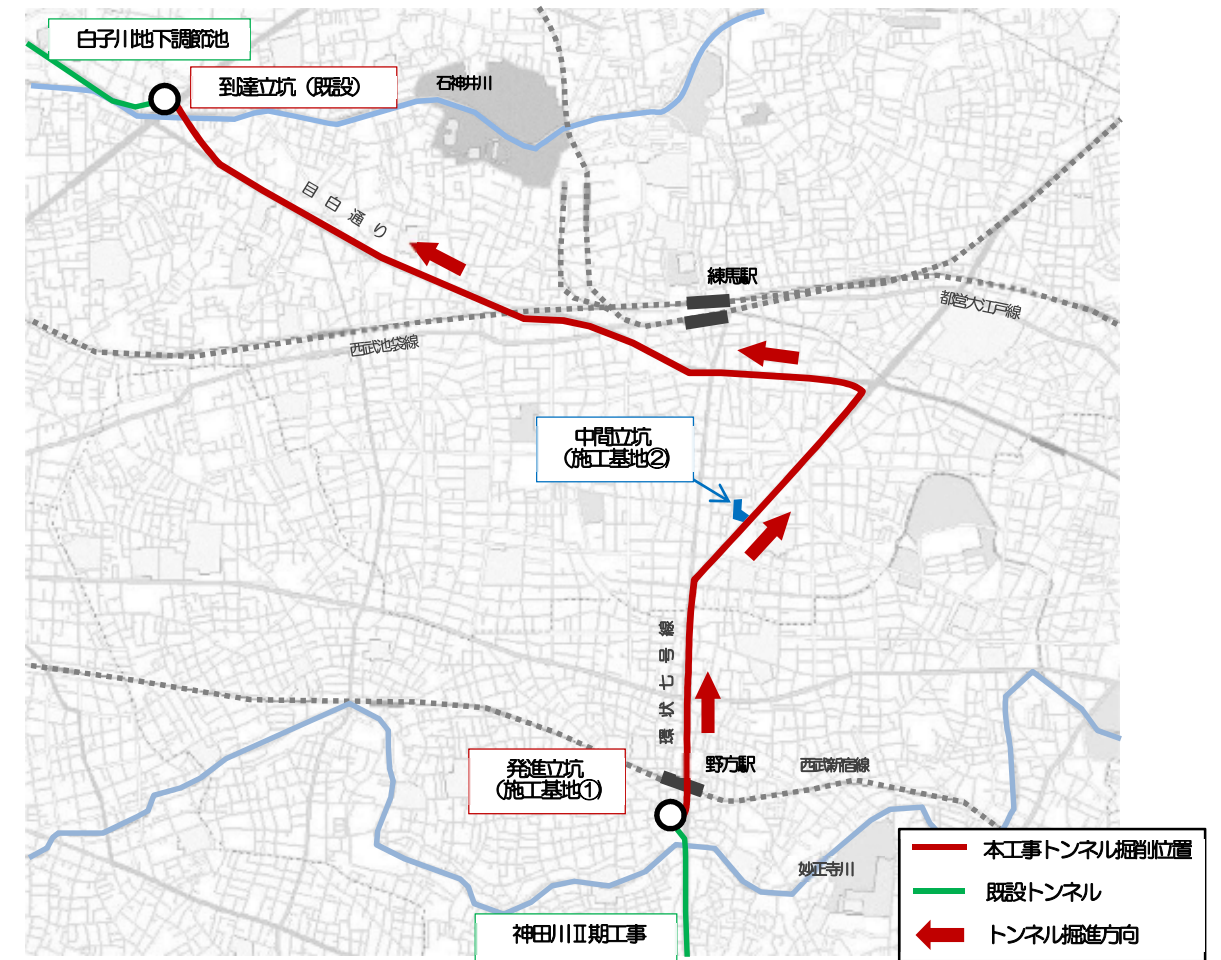 白子川地下調節池
到達立坑（既設）
石神井川
目白通り
練馬駅
都営大江戸線
西武池袋線
中間立坑
(施工基地②)
環状七号線
発進立坑
(施工基地①)
野方駅
西武新宿線
妙正寺川
神田川Ⅱ期工事
本工事トンネル掘削位置
既設トンネル
トンネル掘進方向